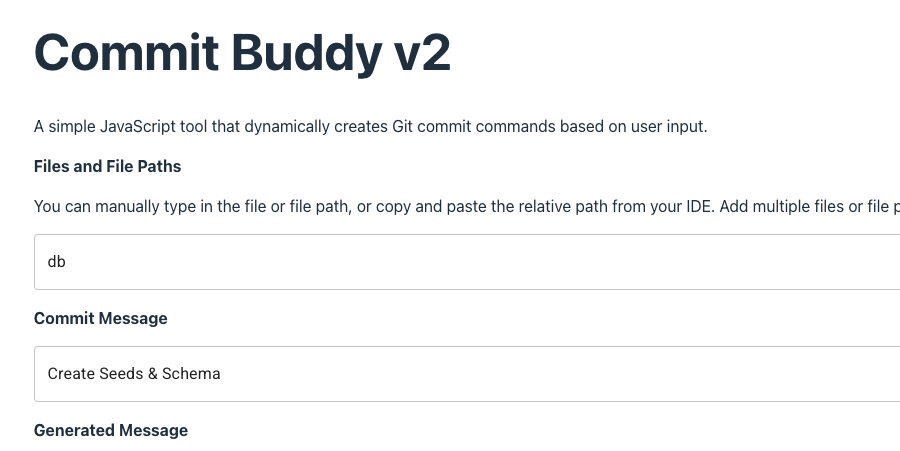 Commit Buddy v2
A simple JavaScript tool that dynamically creates Git commit commands based on user input.
Files and File Paths
You can manually type in the file or file path, or copy and paste the relative path from your IDE. Add multiple files or file
db
Commit Message
Create Seeds & Schema
Generated Message